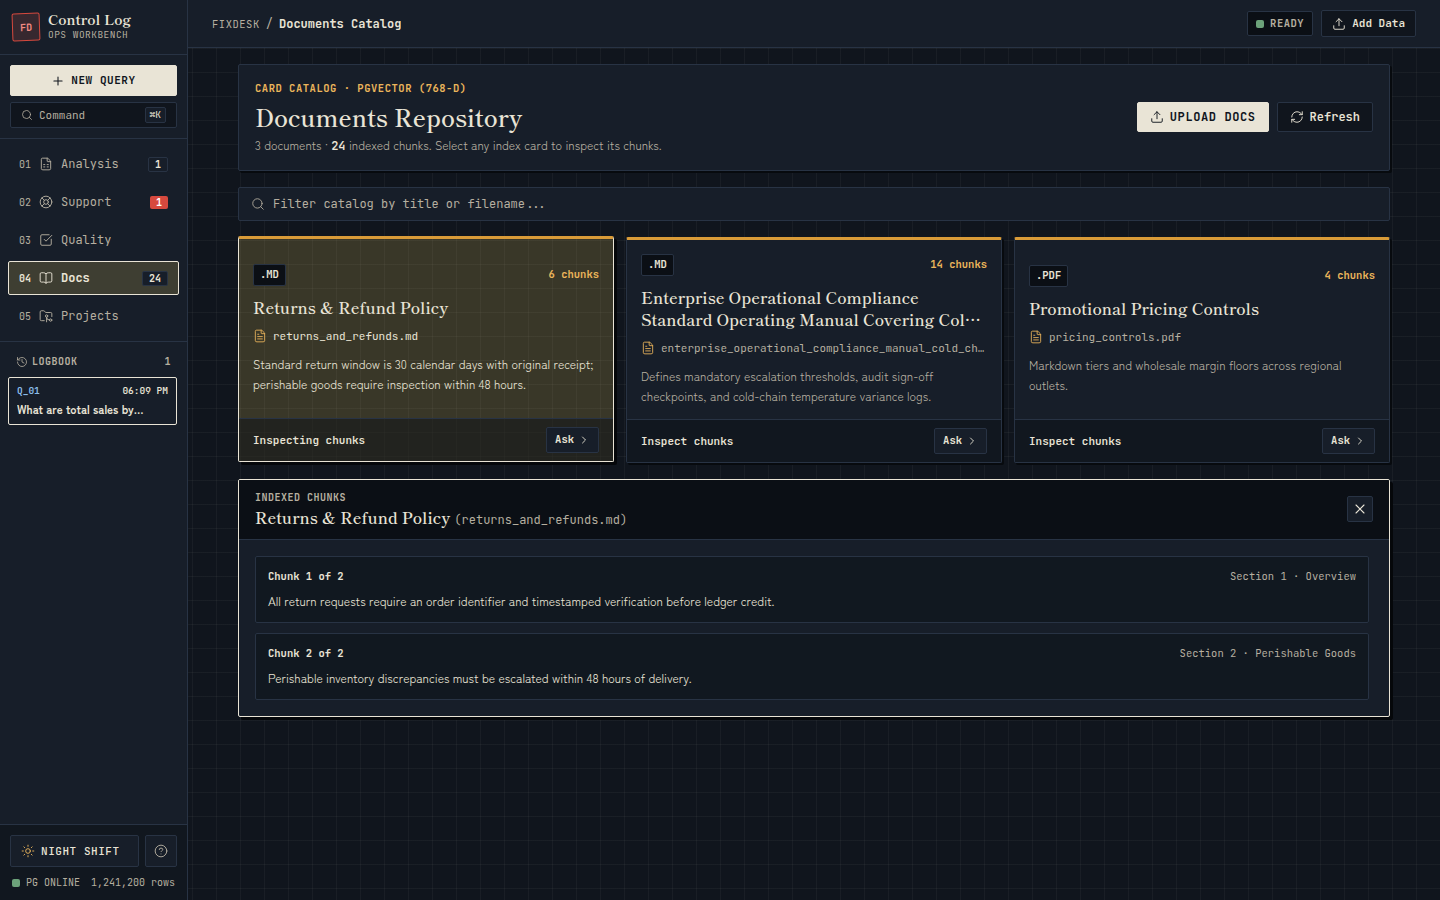 FD
Control Log
OPS WORKBENCH
FIXDESK / Documents Catalog
READY
Add Data
NEW QUERY
Command
⌘K
01 Analysis 1
02 Support 1
03 Quality
04 Docs 24
05 Projects
LOGBOOK 1
Q_01 06:09 PM
What are total sales by...
NIGHT SHIFT
PG ONLINE 1,241,200 rows
CARD CATALOG · PGVECTOR (768-D)
Documents Repository
3 documents · 24 indexed chunks. Select any index card to inspect its chunks.
UPLOAD DOCS
Refresh
Filter catalog by title or filename...
.MD 6 chunks
Returns & Refund Policy
returns_and_refunds.md
Standard return window is 30 calendar days with original receipt;
perishable goods require inspection within 48 hours.
Inspecting chunks
Ask
.MD 14 chunks
Enterprise Operational Compliance
Standard Operating Manual Covering Col…
enterprise_operational_compliance_manual_cold_ch…
Defines mandatory escalation thresholds, audit sign-off
checkpoints, and cold-chain temperature variance logs.
Inspect chunks
Ask
.PDF 4 chunks
Promotional Pricing Controls
pricing_controls.pdf
Markdown tiers and wholesale margin floors across regional
outlets.
Inspect chunks
Ask
INDEXED CHUNKS
Returns & Refund Policy (returns_and_refunds.md)
Chunk 1 of 2 Section 1 · Overview
All return requests require an order identifier and timestamped verification before ledger credit.
Chunk 2 of 2 Section 2 · Perishable Goods
Perishable inventory discrepancies must be escalated within 48 hours of delivery.